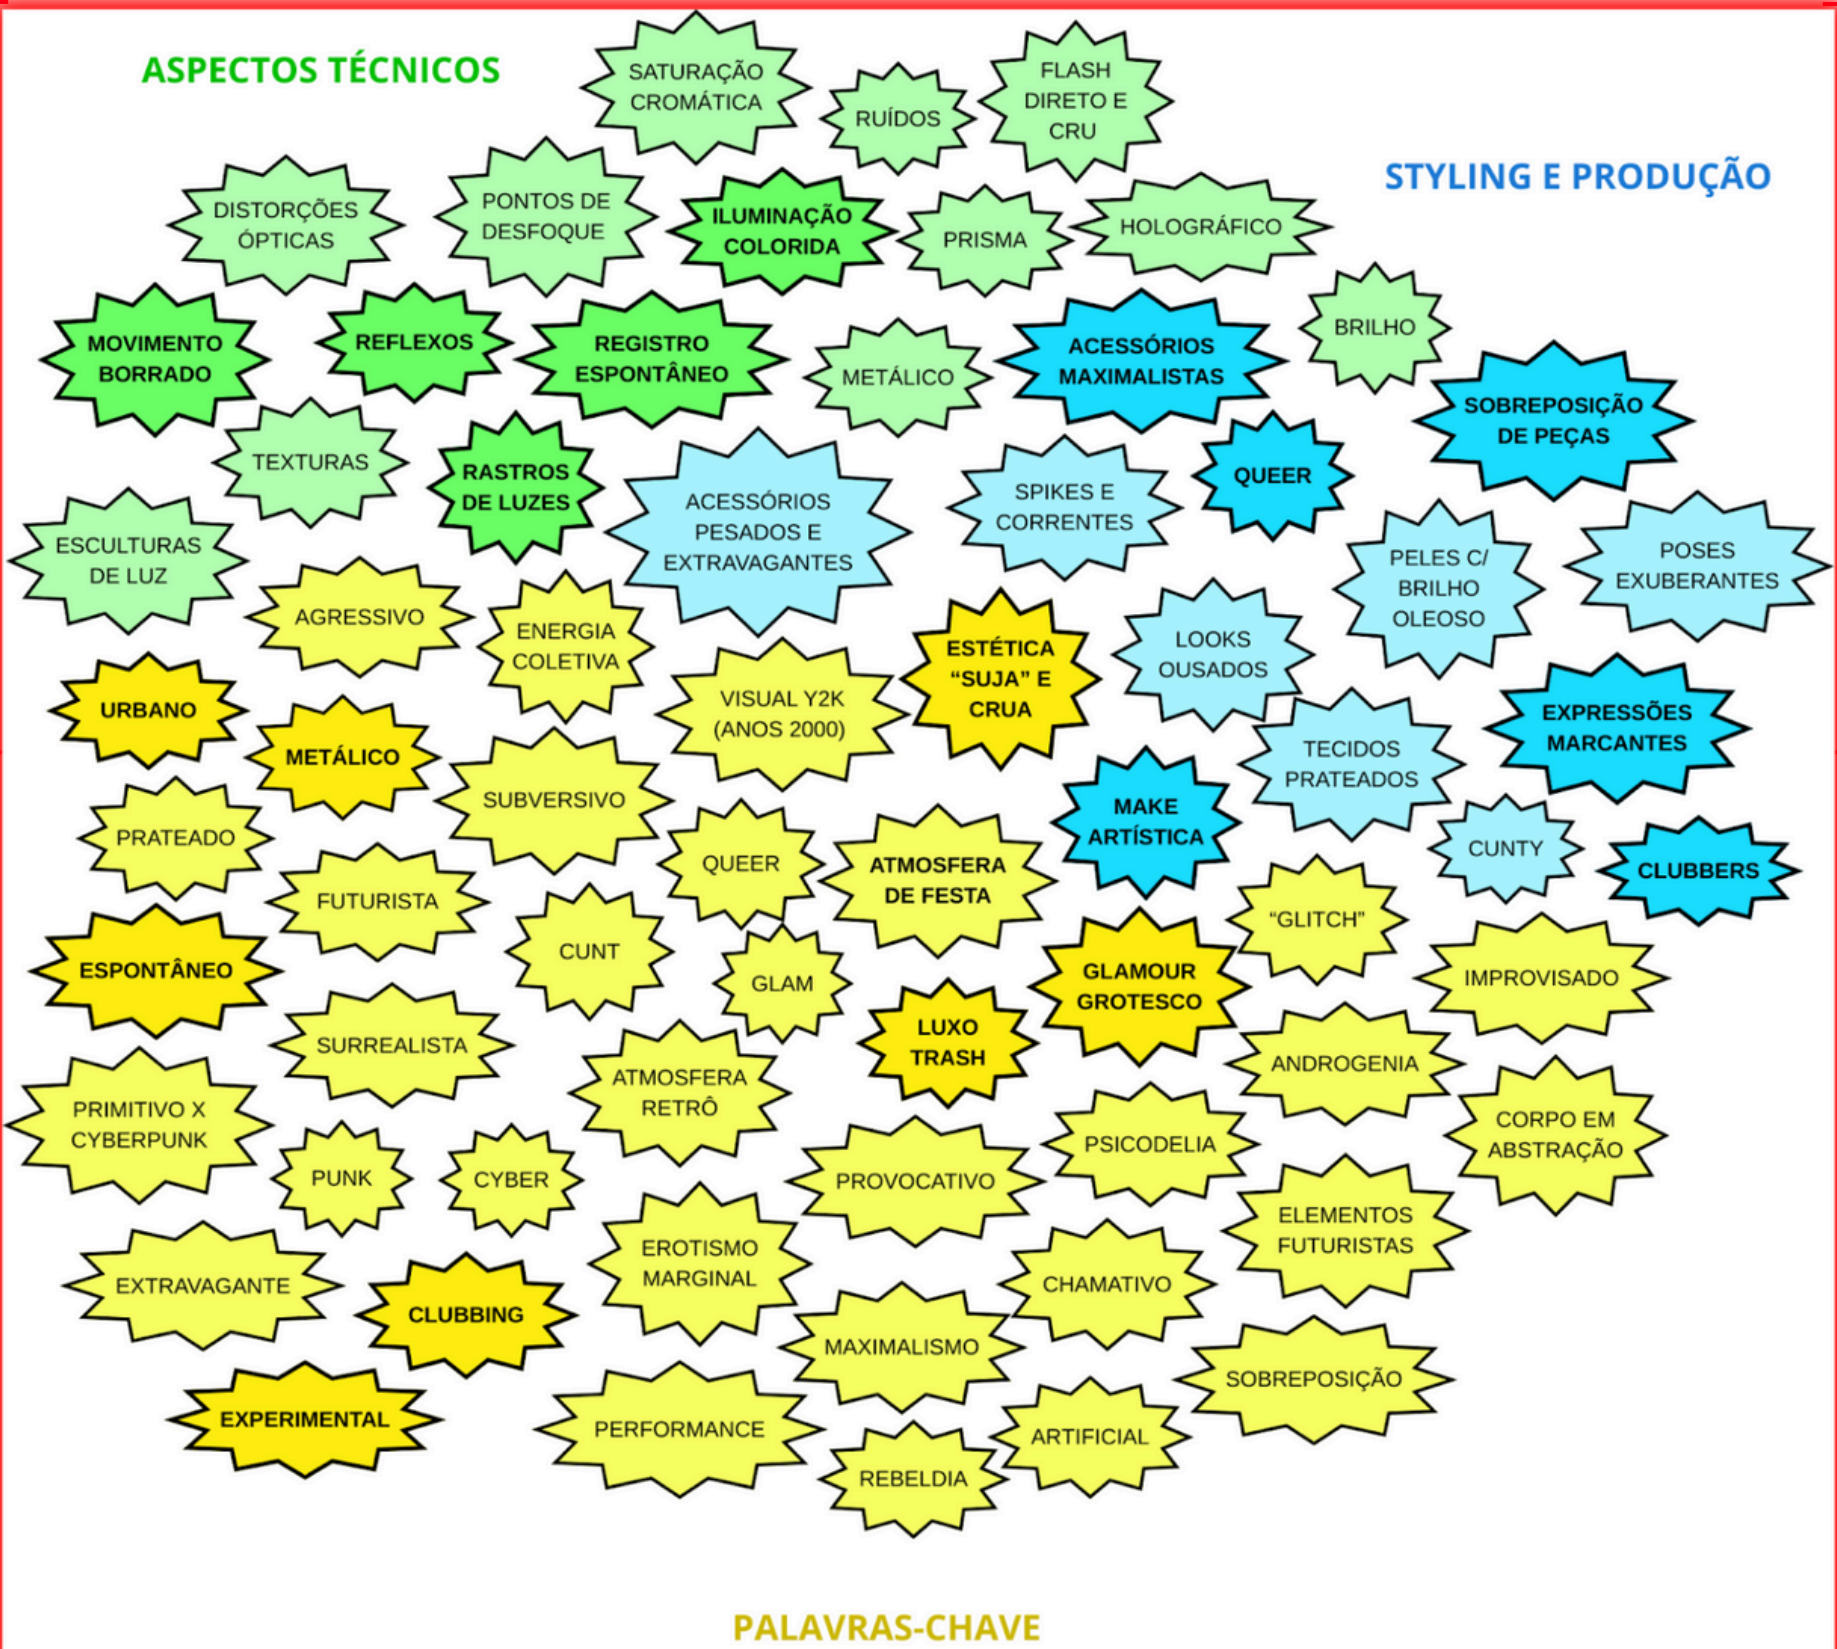 ASPECTOS TÉCNICOS
SATURAÇÃO
CROMÁTICA
RUÍDOS
FLASH
DIRETO E
CRU
STYLING E PRODUÇÃO
DISTORÇÕES
ÓPTICAS
PONTOS DE
DESFOQUE
ILUMINAÇÃO
COLORIDA
PRISMA
HOLOGRÁFICO
MOVIMENTO
BORRADO
REFLEXOS
REGISTRO
ESPONTÂNEO
METÁLICO
ACESSÓRIOS
MAXIMALISTAS
BRILHO
SOBREPOSIÇÃO
DE PEÇAS
TEXTURAS
RASTROS
DE LUZES
ACESSÓRIOS
PESADOS E
EXTRAVAGANTES
SPIKES E
CORRENTES
QUEER
PELES C/
BRILHO
OLEOSO
POSES
EXUBERANTES
ESCULTURAS
DE LUZ
AGRESSIVO
ENERGIA
COLETIVA
VISUAL Y2K
(ANOS 2000)
ESTÉTICA
“SUJA” E
CRUA
LOOKS
OUSADOS
TECIDOS
PRATEADOS
EXPRESSÕES
MARCANTES
URBANO
METÁLICO
SUBVERSIVO
MAKE
ARTÍSTICA
CUNTY
CLUBBERS
PRATEADO
FUTURISTA
QUEER
ATMOSFERA
DE FESTA
“GLITCH”
ESPONTÂNEO
CUNT
GLAM
GLAMOUR
GROTESCO
IMPROVISADO
SURREALISTA
LUXO
TRASH
ANDROGENIA
PRIMITIVO X
CYBERPUNK
ATMOSFERA
RETRÔ
PSICODELIA
CORPO EM
ABSTRAÇÃO
PUNK
CYBER
PROVOCATIVO
ELEMENTOS
FUTURISTAS
EXTRAVAGANTE
EROTISMO
MARGINAL
CHAMATIVO
CLUBBING
MAXIMALISMO
SOBREPOSIÇÃO
EXPERIMENTAL
PERFORMANCE
ARTIFICIAL
REBELDIA
PALAVRAS-CHAVE